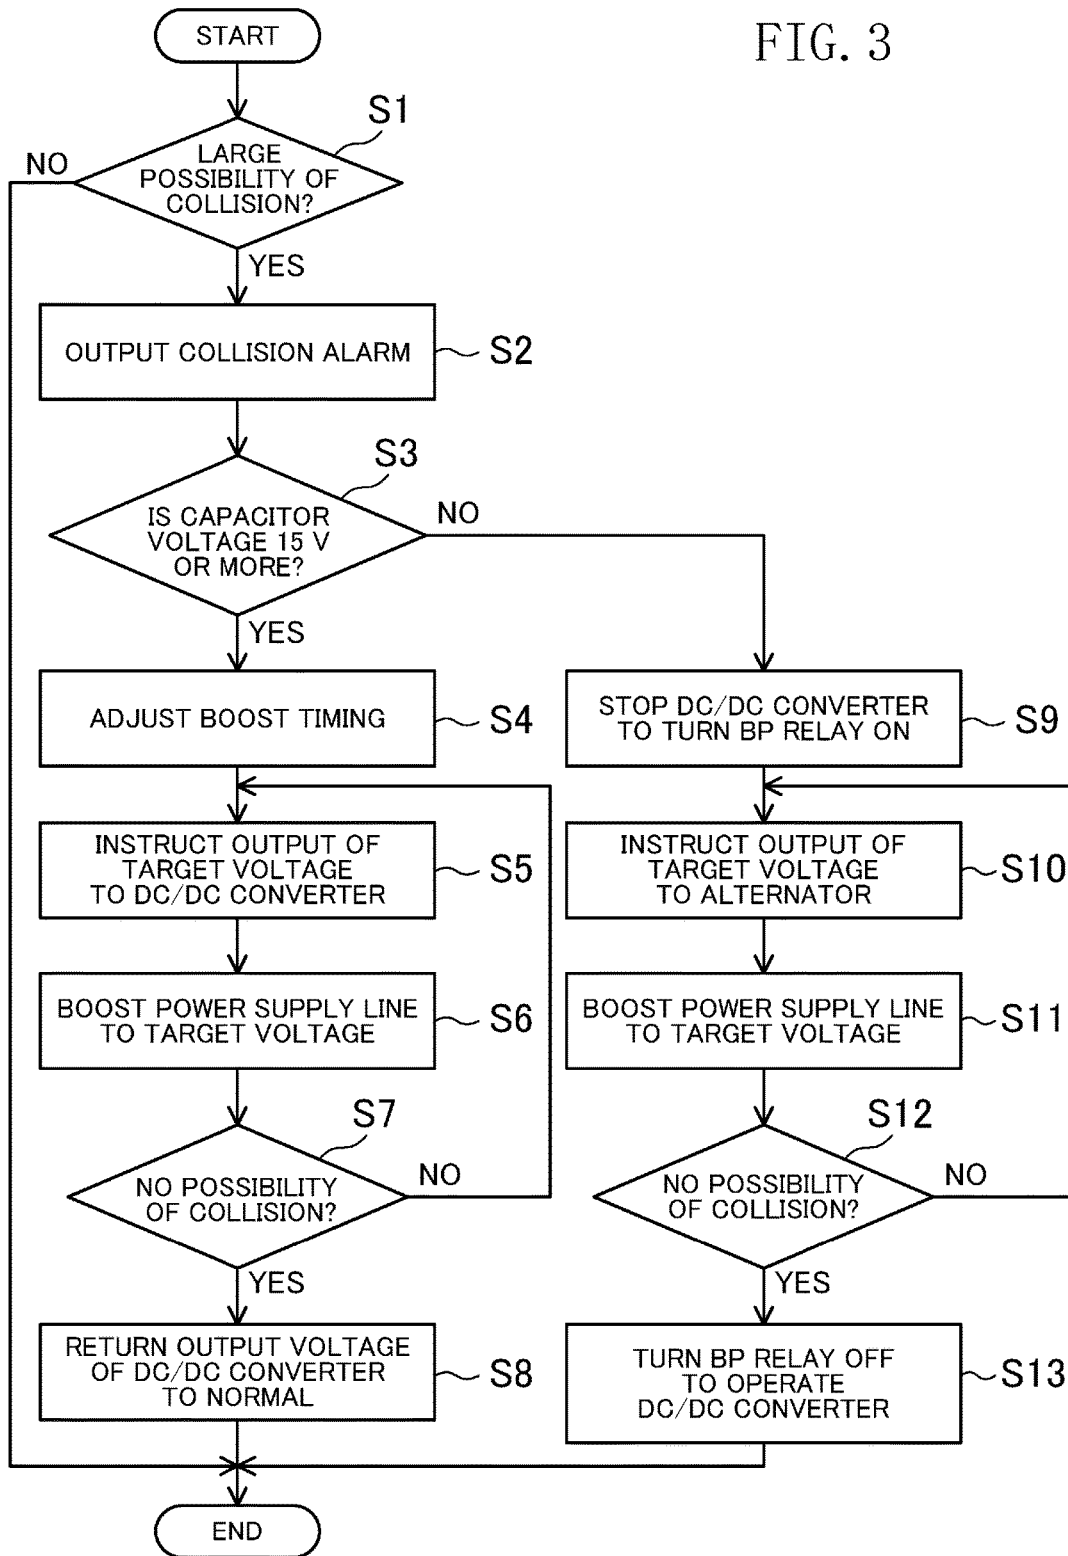 START
FIG. 3
S1
LARGE
POSSIBILITY OF
COLLISION?
NO
YES
OUTPUT COLLISION ALARM
S2
S3
IS CAPACITOR
VOLTAGE 15 V
OR MORE?
NO
YES
ADJUST BOOST TIMING
S4
STOP DC/DC CONVERTER
TO TURN BP RELAY ON
S9
INSTRUCT OUTPUT OF
TARGET VOLTAGE
TO DC/DC CONVERTER
S5
INSTRUCT OUTPUT OF
TARGET VOLTAGE
TO ALTERNATOR
S10
BOOST POWER SUPPLY LINE
TO TARGET VOLTAGE
S6
BOOST POWER SUPPLY LINE
TO TARGET VOLTAGE
S11
S7
NO POSSIBILITY
OF COLLISION?
NO
YES
S12
NO POSSIBILITY
OF COLLISION?
NO
YES
RETURN OUTPUT VOLTAGE
OF DC/DC CONVERTER
TO NORMAL
S8
TURN BP RELAY OFF
TO OPERATE
DC/DC CONVERTER
S13
END